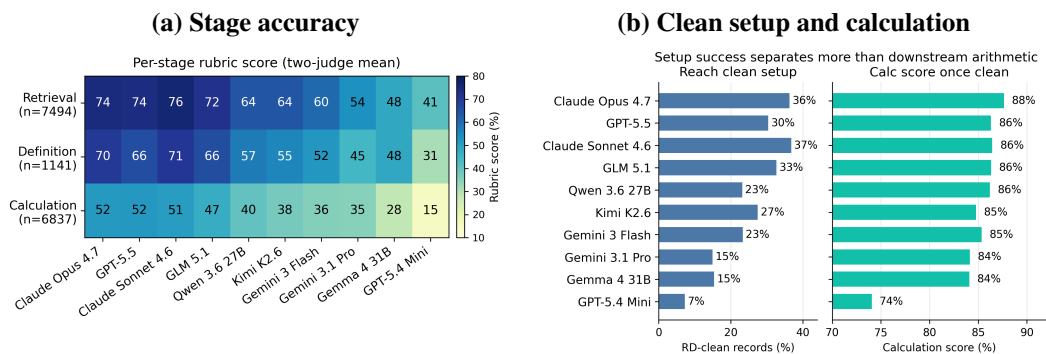 (a) Stage accuracy
Per-stage rubric score (two-judge mean)
Retrieval
(n=7494)
74 74 76 72 64 64 60 54 48 41
Definition
(n=1141)
70 66 71 66 57 55 52 45 48 31
Calculation
(n=6837)
52 52 51 47 40 38 36 35 28 15
Claude Opus 4.7
GPT-5.5
Claude Sonnet 4.6
GLM 5.1
Qwen 3.6 27B
Kimi K2.6
Gemini 3 Flash
Gemini 3.1 Pro
Gemma 4 31B
GPT-5.4 Mini
80
70
60
50
40
30
20
10
Rubric score (%)
(b) Clean setup and calculation
Setup success separates more than downstream arithmetic
Reach clean setup
Claude Opus 4.7 36%
GPT-5.5 30%
Claude Sonnet 4.6 37%
GLM 5.1 33%
Qwen 3.6 27B 23%
Kimi K2.6 27%
Gemini 3 Flash 23%
Gemini 3.1 Pro 15%
Gemma 4 31B 15%
GPT-5.4 Mini 7%
0 20 40
RD-clean records (%)
Calc score once clean
88%
86%
86%
86%
86%
85%
85%
84%
84%
74%
70 75 80 85 90
Calculation score (%)